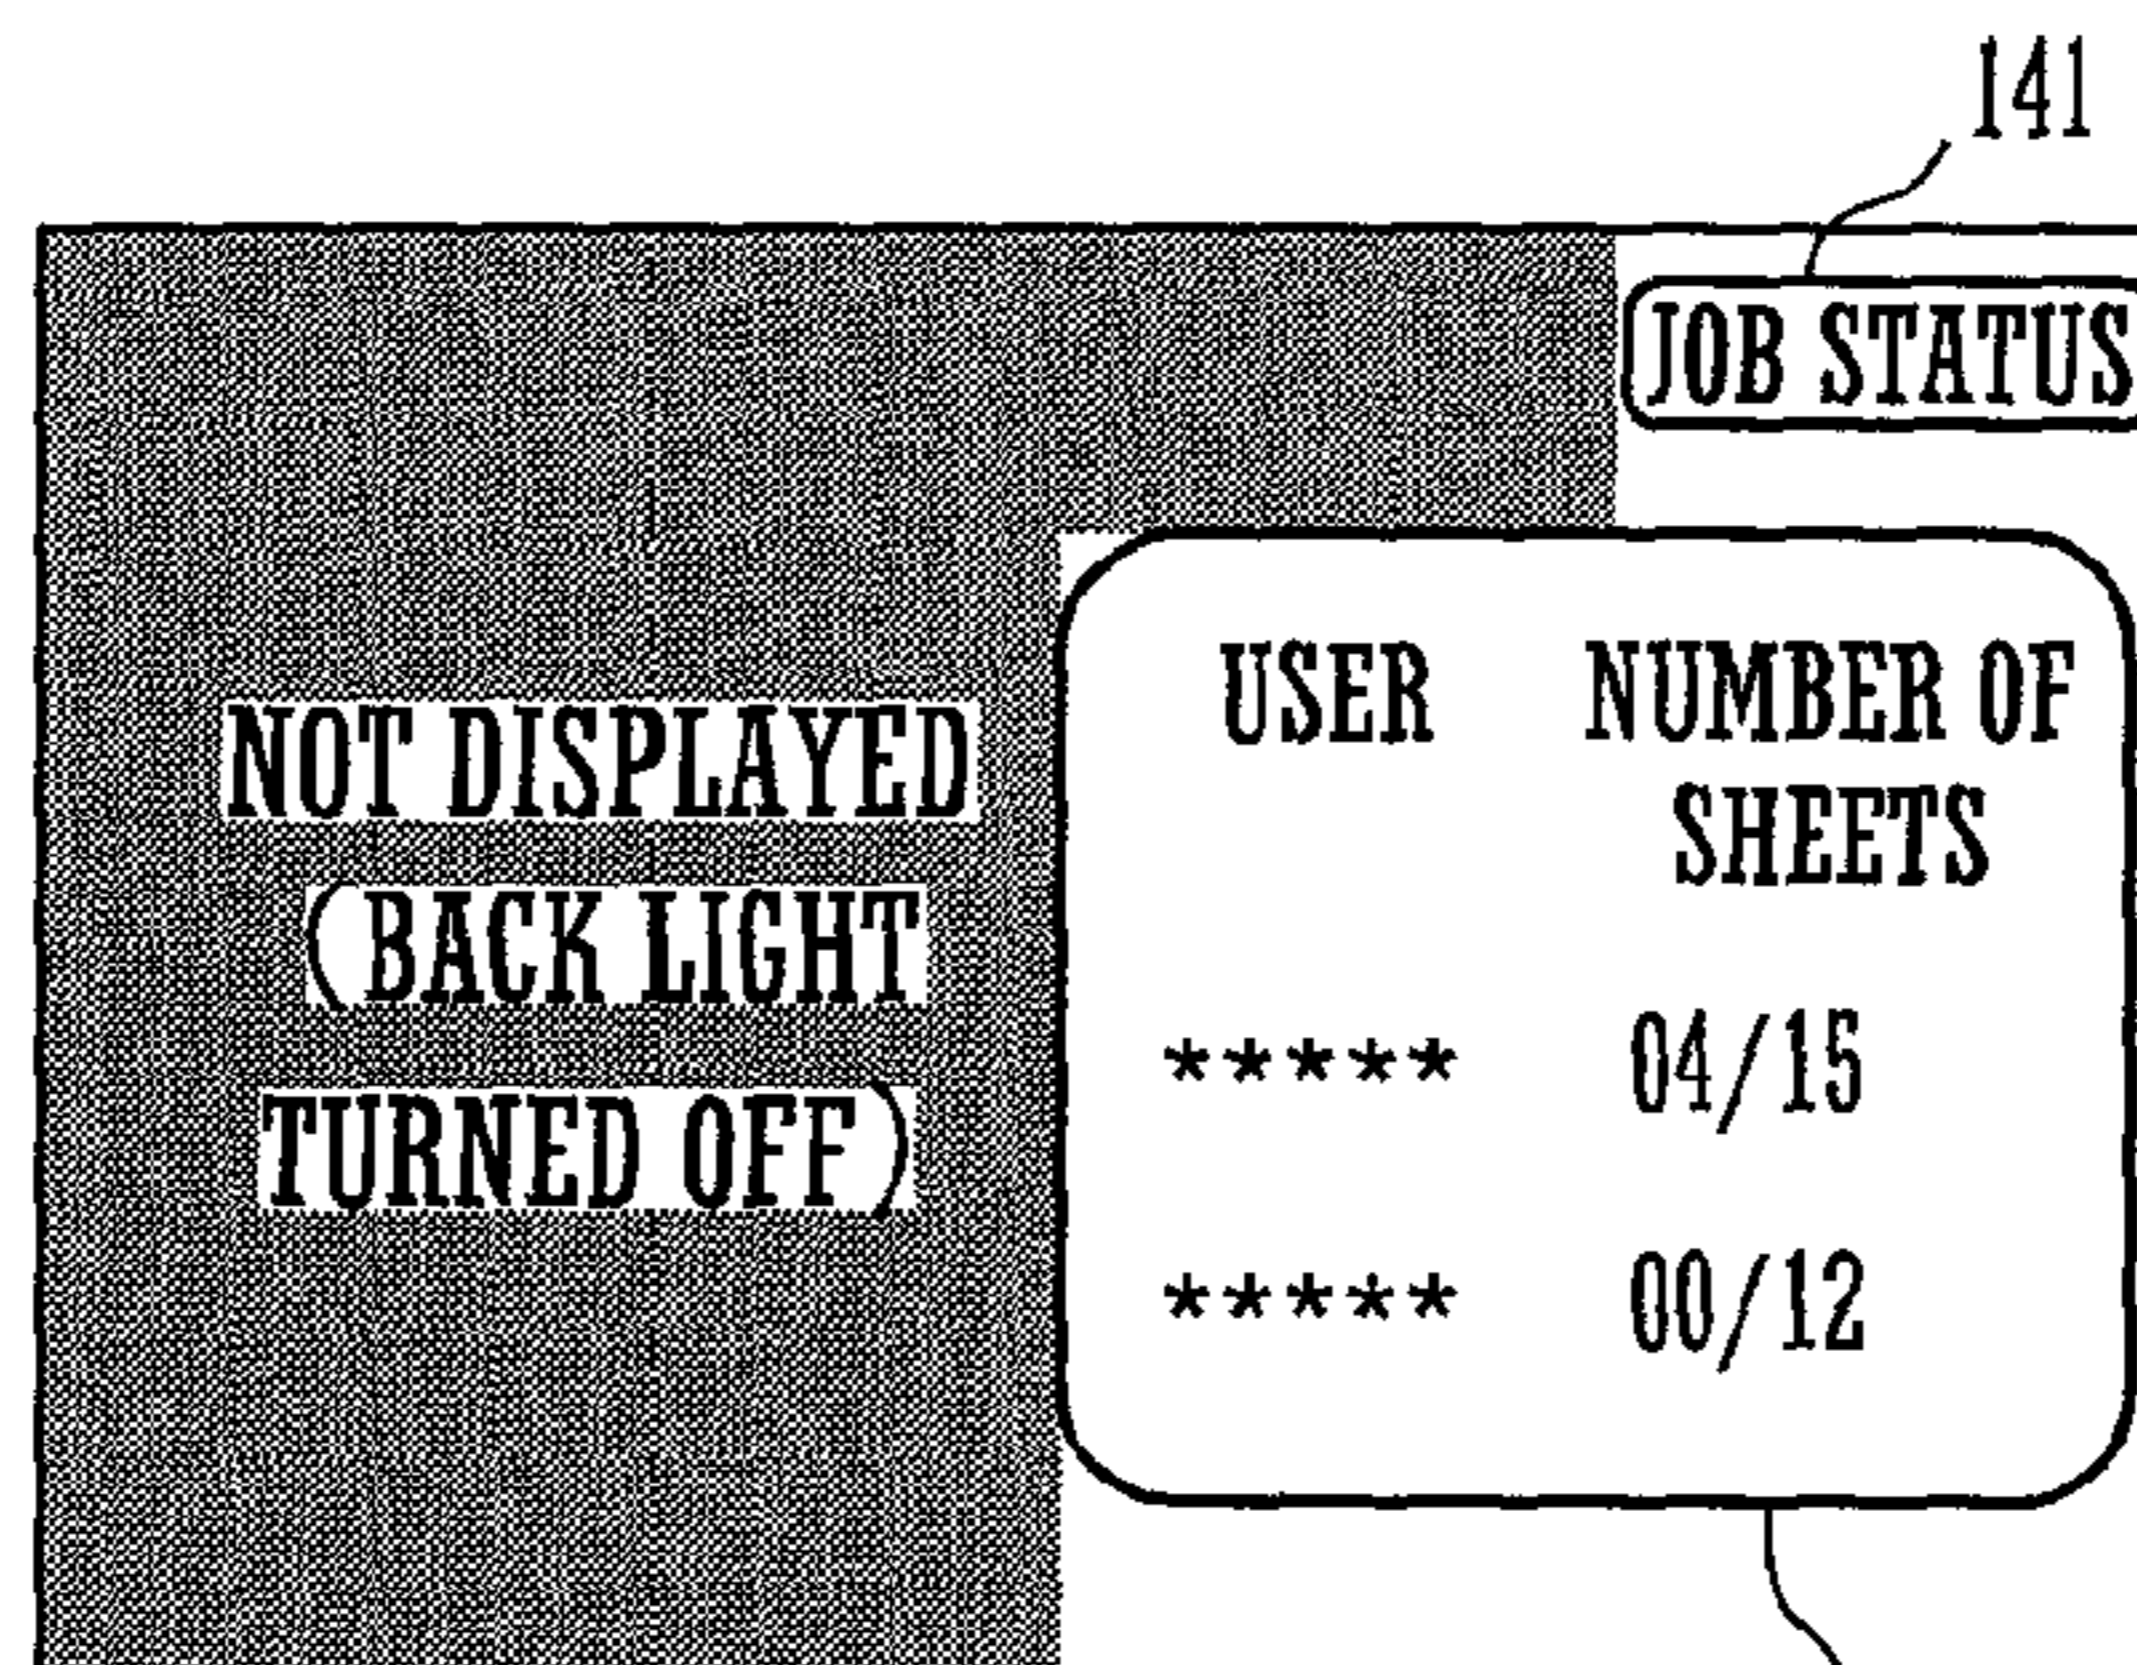 141
JOB STATUS
USER NUMBER OF
SHEETS
NOT DISPLAYED
(BACK LIGHT
TURNED OFF)
***** 04/15
***** 00/12